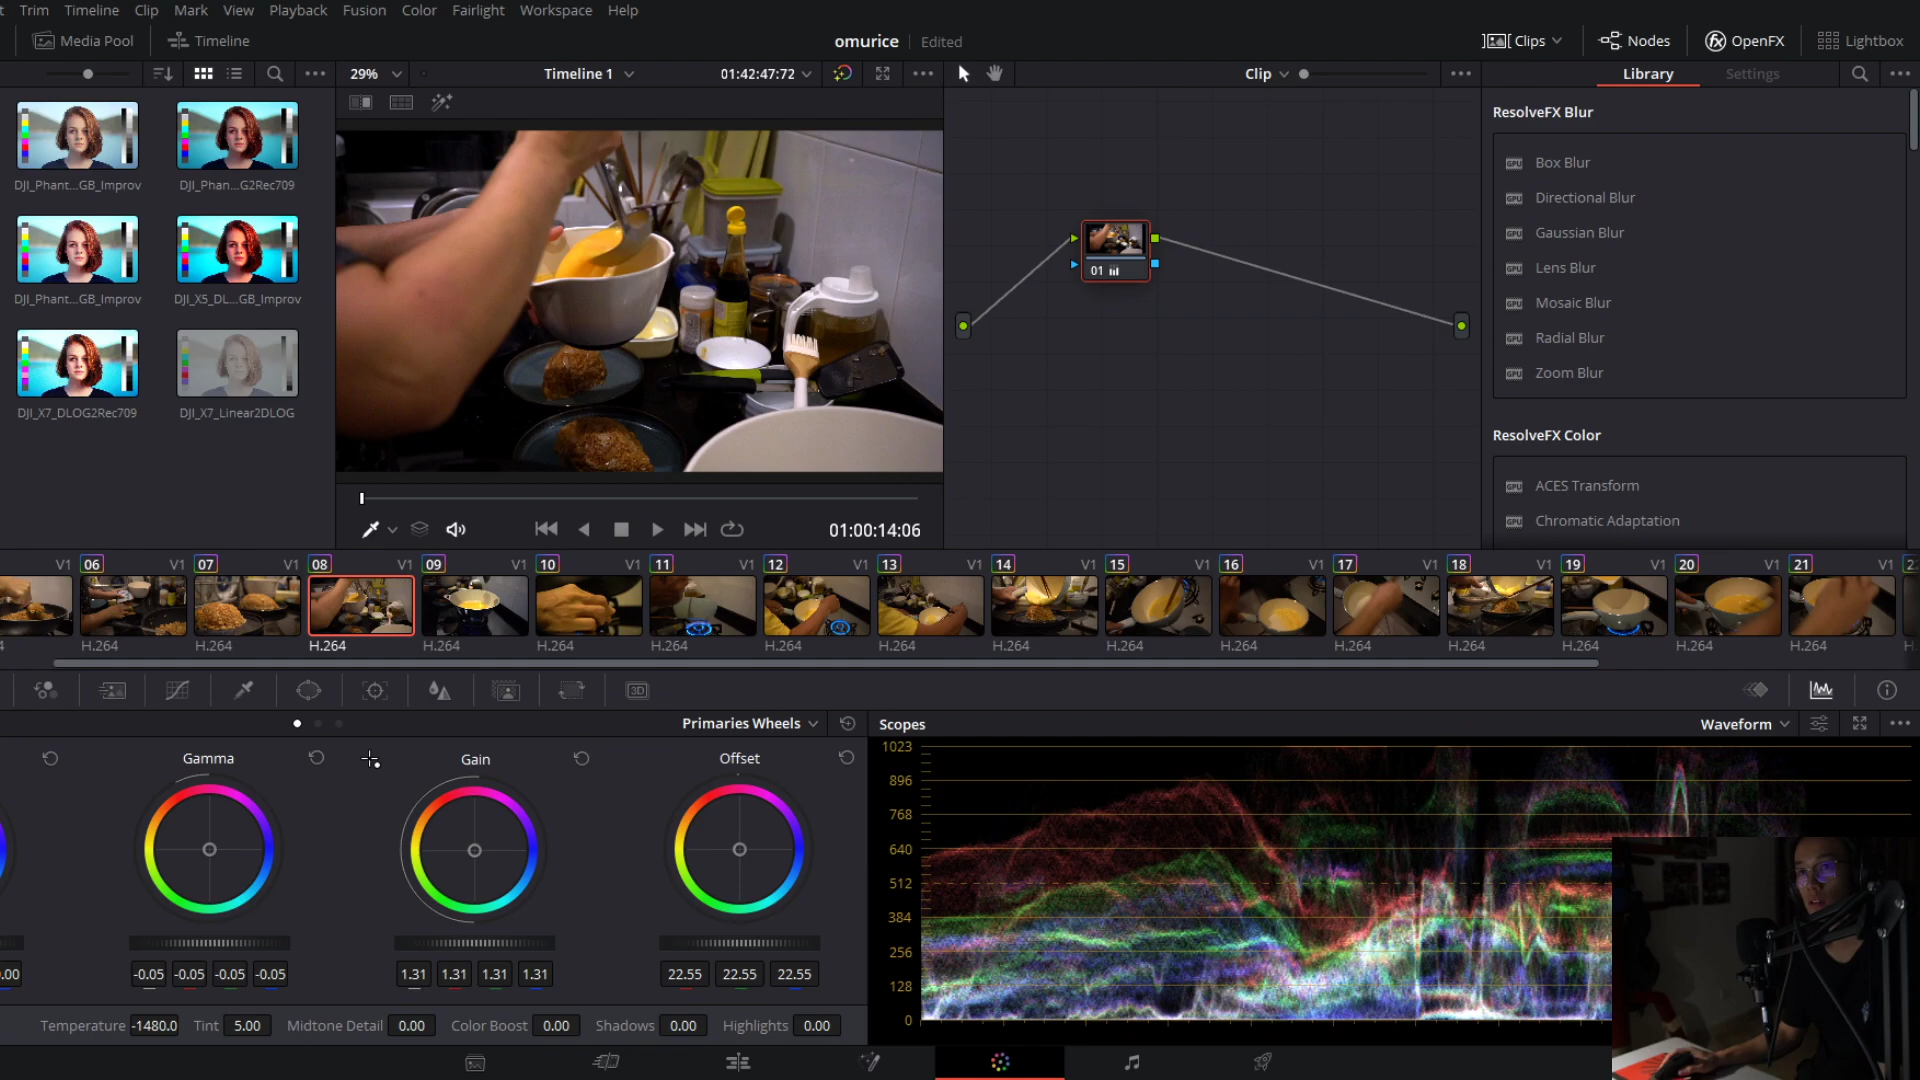 Trim Timeline Clip Mark View Playback Fusion Color Fairlight Workspace Help
Media Pool Timeline omurice Edited Clips Nodes OpenFX Lightbox
29% Timeline 1 01:42:47:72 Clip Library Settings
ResolveFX Blur
Box Blur
Directional Blur
Gaussian Blur
Lens Blur
Mosaic Blur
Radial Blur
Zoom Blur
ResolveFX Color
ACES Transform
Chromatic Adaptation
DJI_Phant...GB_Improv DJI_Phan...G2Rec709
DJI_Phant...GB_Improv DJI_X5_DL...GB_Improv
DJI_X7_DLOG2Rec709 DJI_X7_Linear2DLOG
01
01:00:14:06
V1 06 V1 07 V1 08 V1 09 V1 10 V1 11 V1 12 V1 13 V1 14 V1 15 V1 16 V1 17 V1 18 V1 19 V1 20 V1 21 V1
H.264 H.264 H.264 H.264 H.264 H.264 H.264 H.264 H.264 H.264 H.264 H.264 H.264 H.264 H.264 H.264
3D
Primaries Wheels Scopes Waveform
Gamma Gain Offset
1023
896
768
640
512
384
256
128
0
.00 -0.05 -0.05 -0.05 -0.05 1.31 1.31 1.31 1.31 22.55 22.55 22.55
Temperature -1480.0 Tint 5.00 Midtone Detail 0.00 Color Boost 0.00 Shadows 0.00 Highlights 0.00